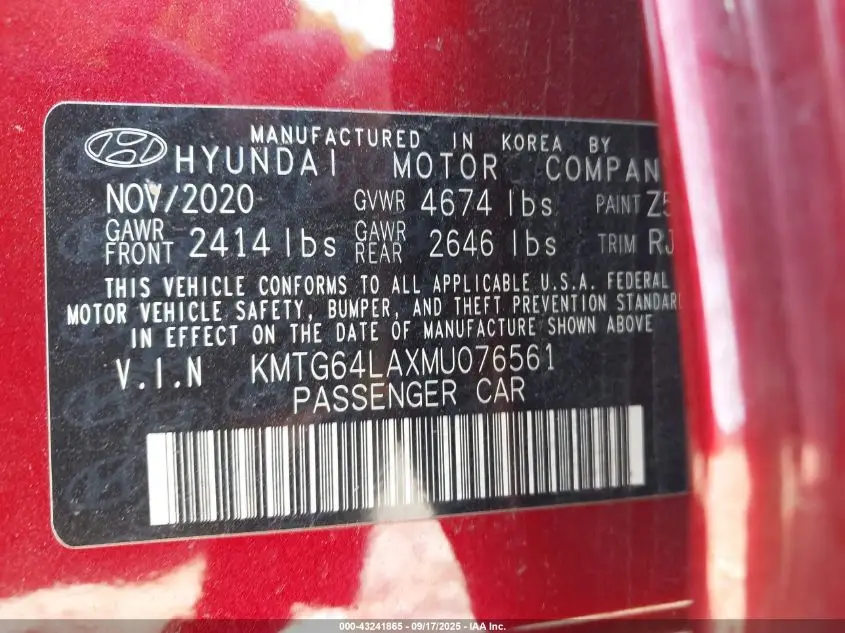 MANUFACTURED IN KOREA BY
HYUNDAI MOTOR COMPAN
NOV/2020 GVWR 4674 lbs PAINT Z5
GAWR FRONT 2414 lbs GAWR REAR 2646 lbs TRIM RJ
THIS VEHICLE CONFORMS TO ALL APPLICABLE U.S.A. FEDERAL
MOTOR VEHICLE SAFETY, BUMPER, AND THEFT PREVENTION STANDAR
IN EFFECT ON THE DATE OF MANUFACTURE SHOWN ABOVE
V.I.N KMTG64LAXMU076561
PASSENGER CAR
000-43241865 - 09/17/2025 - IAA Inc.